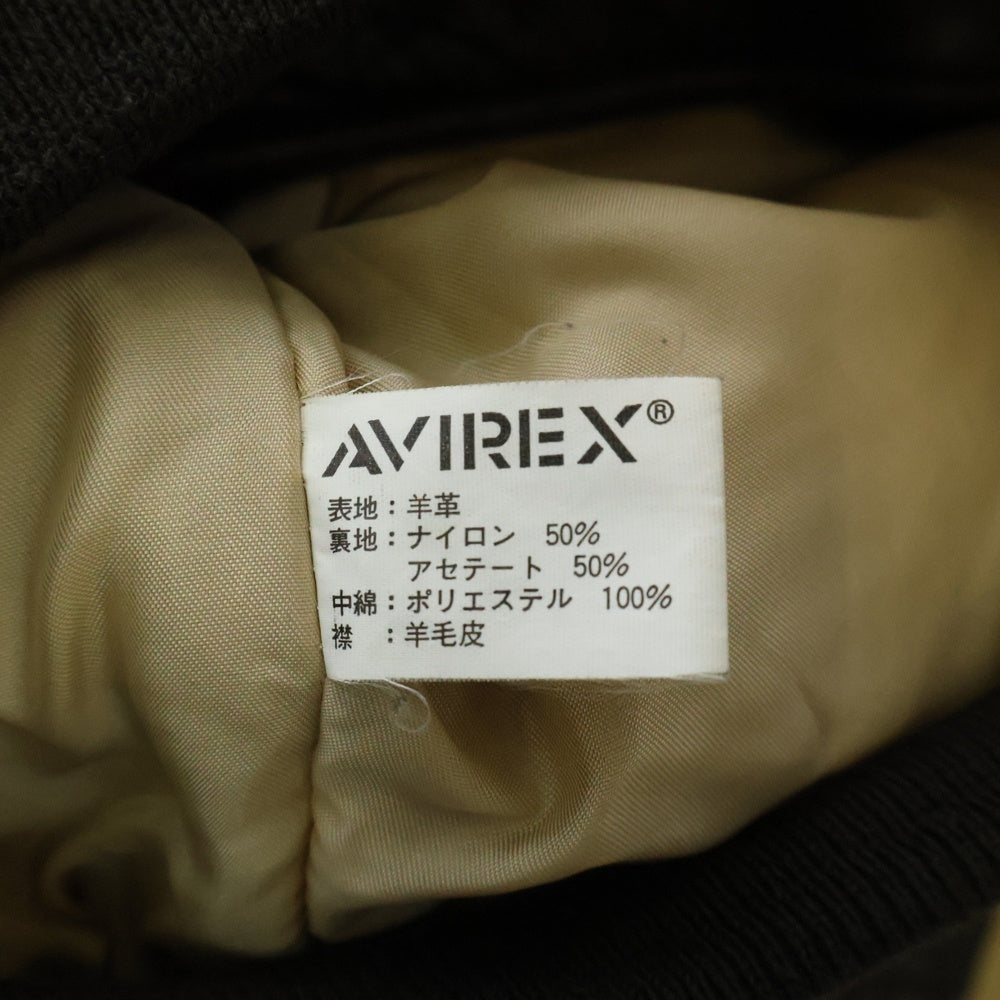 AVIREX®
表地：羊革
裏地：ナイロン 50%
アセテート 50%
中綿：ポリエステル 100%
襟 ：羊毛皮